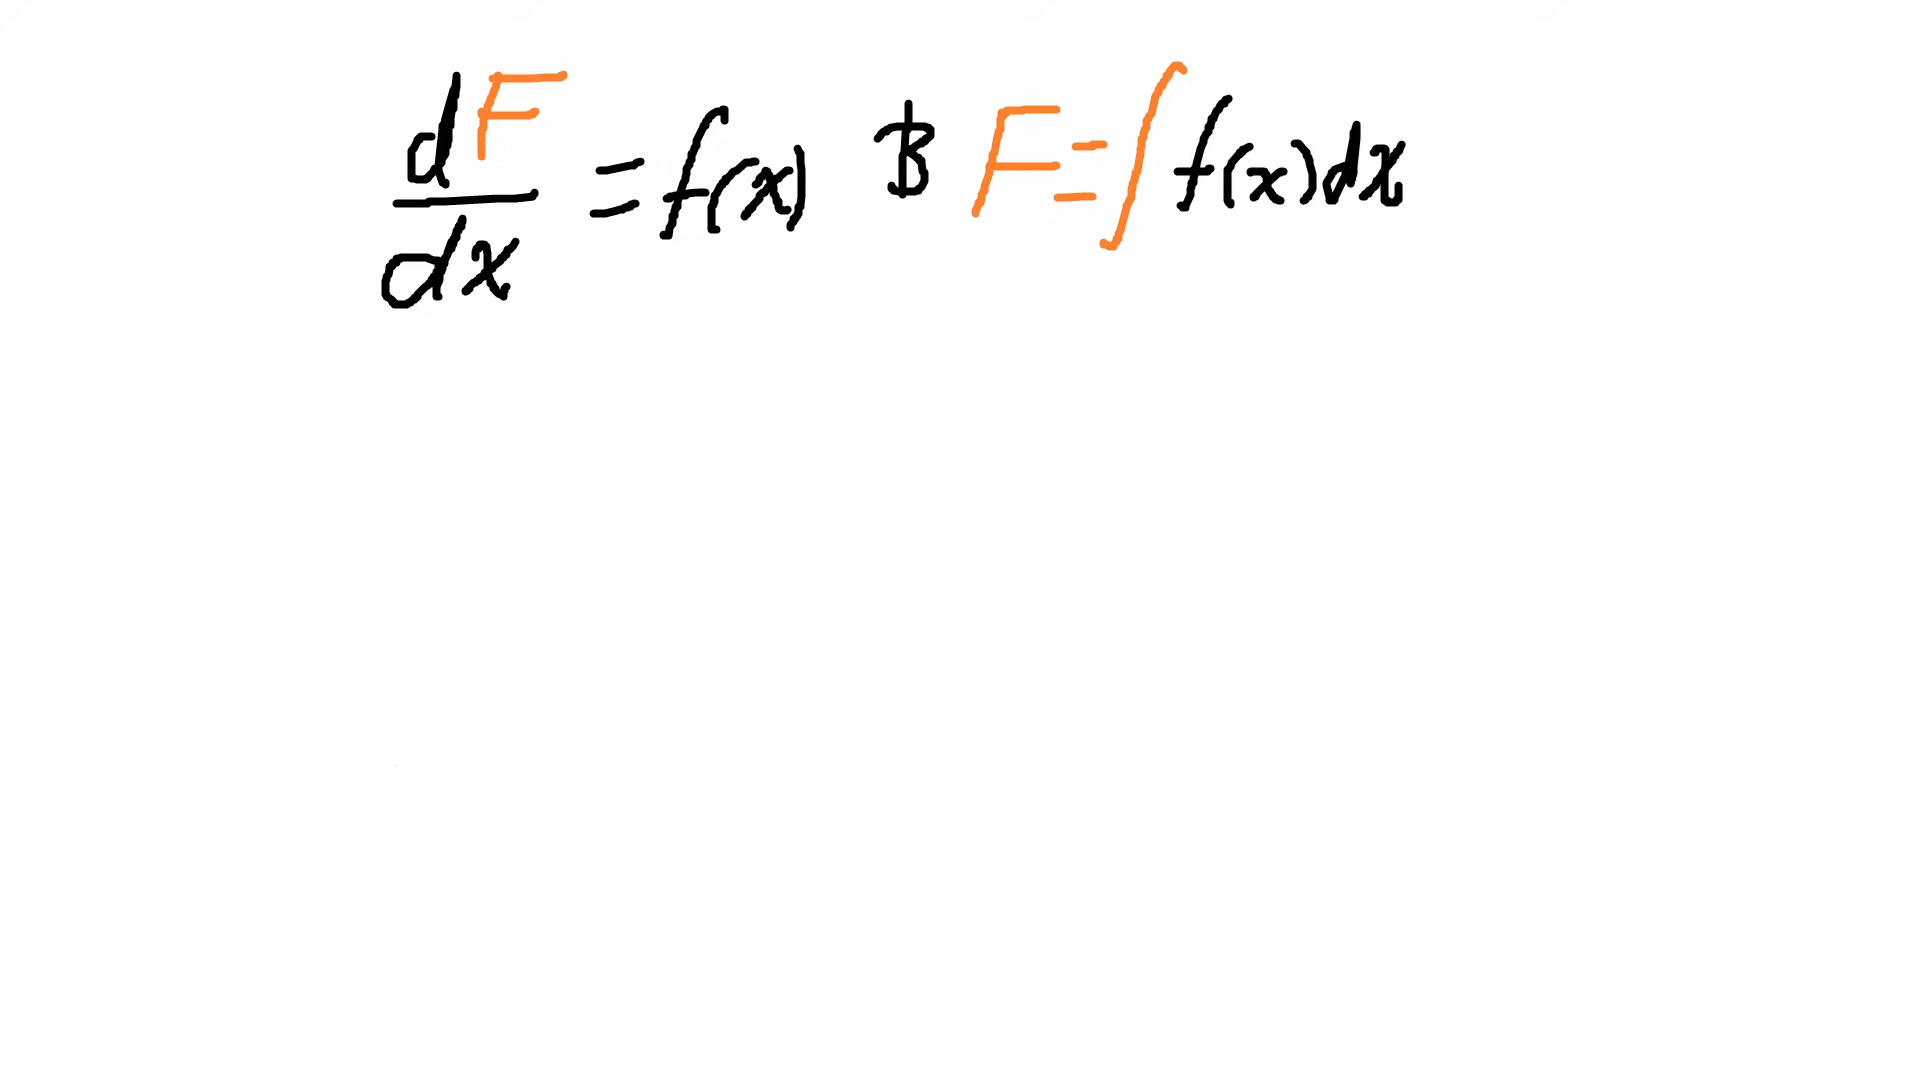 dF/dx = f(x) ₿ F = ∫f(x)dx